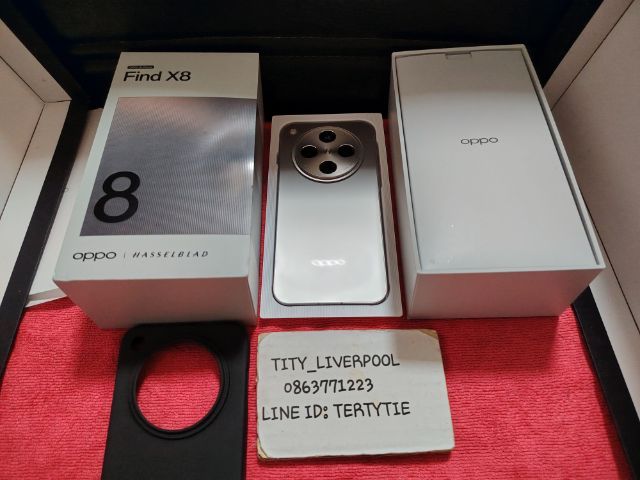 Find X8
8
oppo | HASSELBLAD
oppo
oppo
TITY_LIVERPOOL
0863771223
LINE ID: TERTYTIE